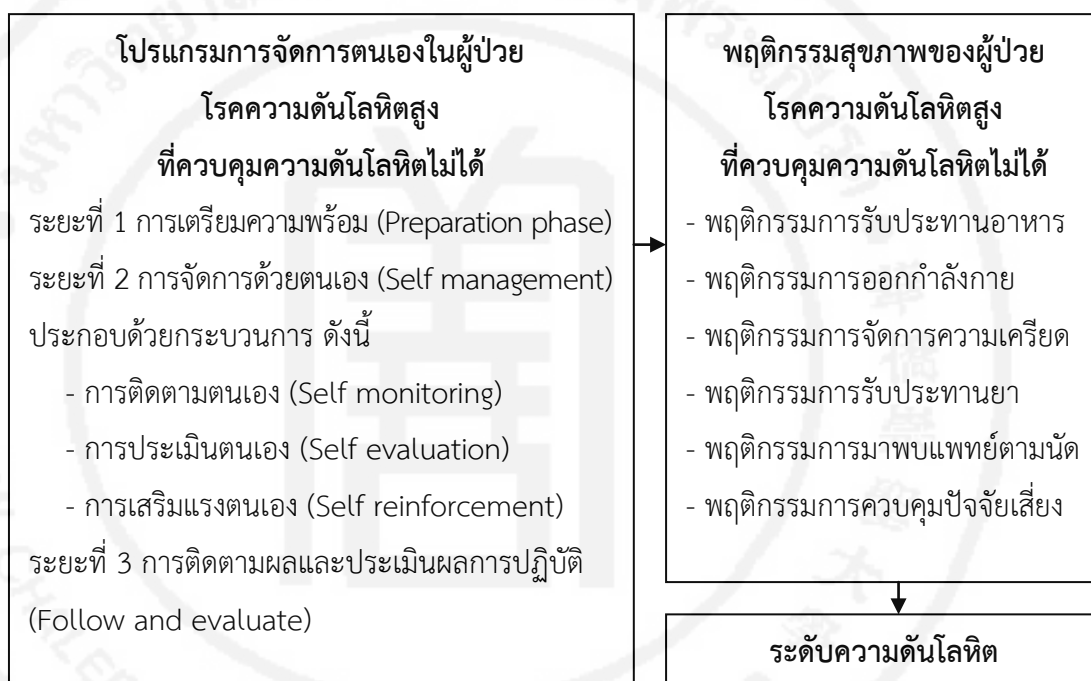 โปรแกรมการจัดการตนเองในผู้ป่วย
โรคความดันโลหิตสูง
ที่ควบคุมความดันโลหิตไม่ได้
ระยะที่ 1 การเตรียมความพร้อม (Preparation phase)
ระยะที่ 2 การจัดการด้วยตนเอง (Self management)
ประกอบด้วยกระบวนการ ดังนี้
- การติดตามตนเอง (Self monitoring)
- การประเมินตนเอง (Self evaluation)
- การเสริมแรงตนเอง (Self reinforcement)
ระยะที่ 3 การติดตามผลและประเมินผลการปฏิบัติ
(Follow and evaluate)
พฤติกรรมสุขภาพของผู้ป่วย
โรคความดันโลหิตสูง
ที่ควบคุมความดันโลหิตไม่ได้
- พฤติกรรมการรับประทานอาหาร
- พฤติกรรมการออกกำลังกาย
- พฤติกรรมการจัดการความเครียด
- พฤติกรรมการรับประทานยา
- พฤติกรรมการมาพบแพทย์ตามนัด
- พฤติกรรมการควบคุมปัจจัยเสี่ยง
ระดับความดันโลหิต